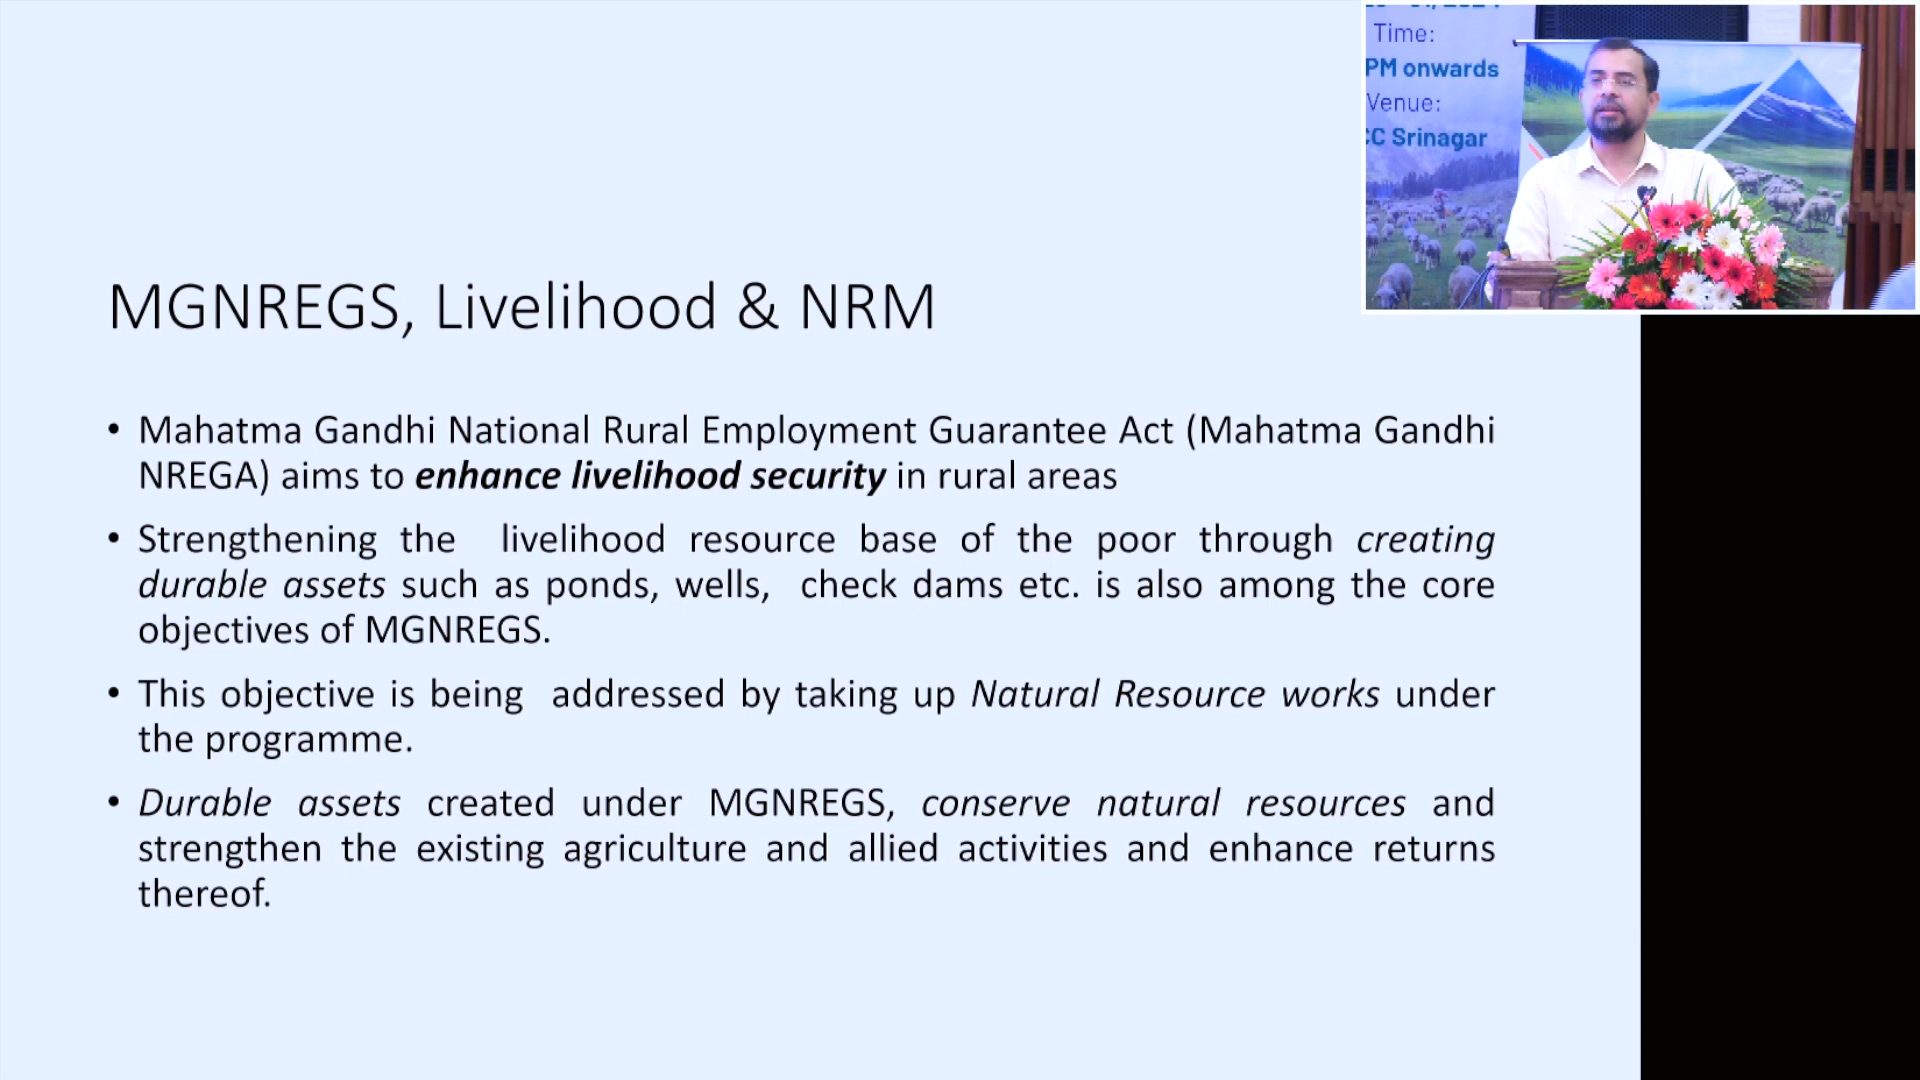 Time:
PM onwards
Venue:
Srinagar
MGNREGS, Livelihood & NRM
• Mahatma Gandhi National Rural Employment Guarantee Act (Mahatma Gandhi
NREGA) aims to enhance livelihood security in rural areas
• Strengthening the livelihood resource base of the poor through creating
durable assets such as ponds, wells, check dams etc. is also among the core
objectives of MGNREGS.
• This objective is being addressed by taking up Natural Resource works under
the programme.
• Durable assets created under MGNREGS, conserve natural resources and
strengthen the existing agriculture and allied activities and enhance returns
thereof.